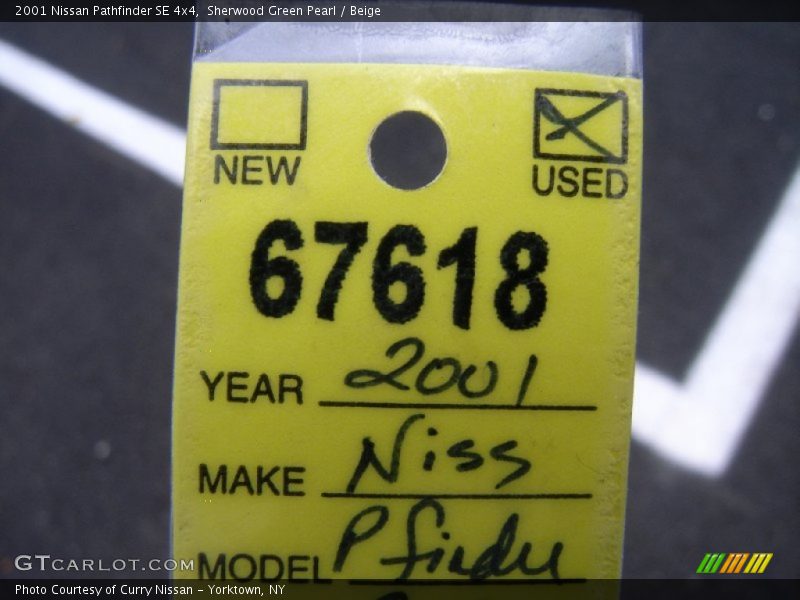 2001 Nissan Pathfinder SE 4x4, Sherwood Green Pearl / Beige
NEW USED
67618
YEAR 2001
MAKE Niss
MODEL Pfinder
GTCARLOT.COM
Photo Courtesy of Curry Nissan - Yorktown, NY